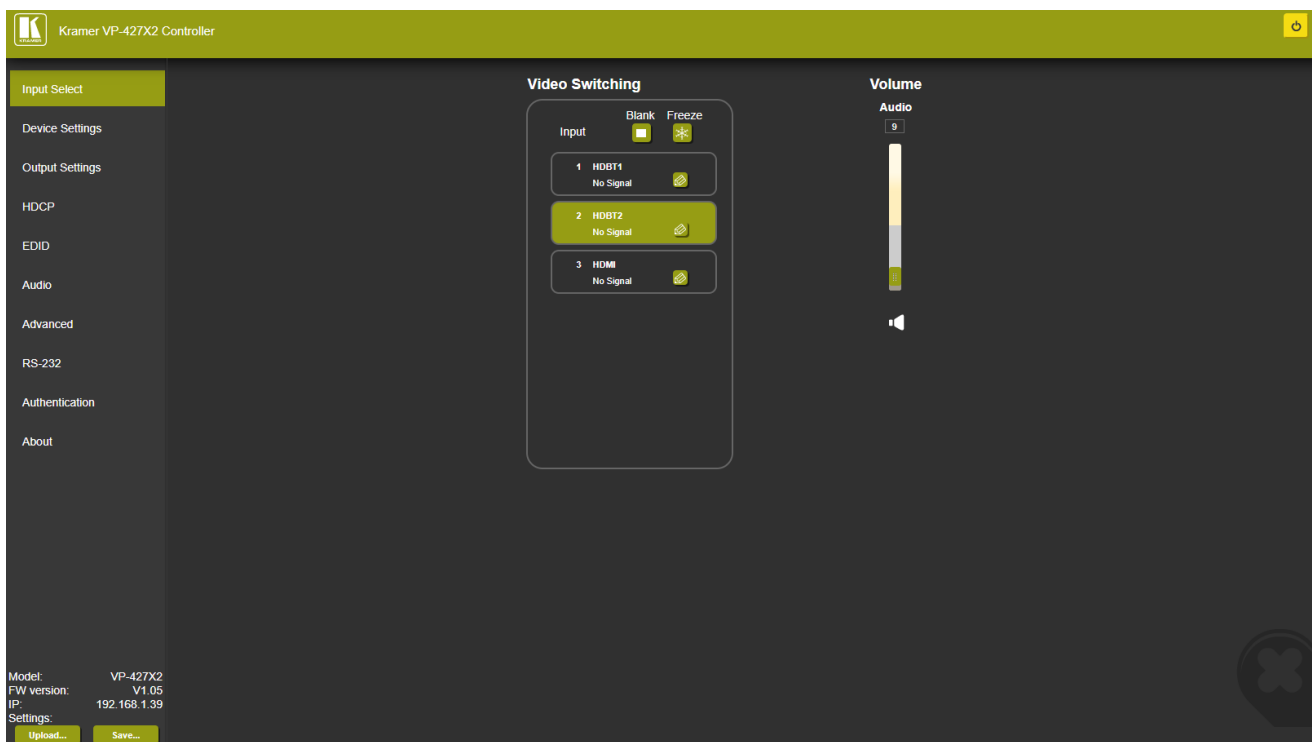 KRAMER
Kramer VP-427X2 Controller
Input Select
Device Settings
Output Settings
HDCP
EDID
Audio
Advanced
RS-232
Authentication
About
Model: VP-427X2
FW version: V1.05
IP: 192.168.1.39
Settings:
Upload... Save...
Video Switching
Blank Freeze
Input
1 HDBT1
No Signal
2 HDBT2
No Signal
3 HDMI
No Signal
Volume
Audio
9